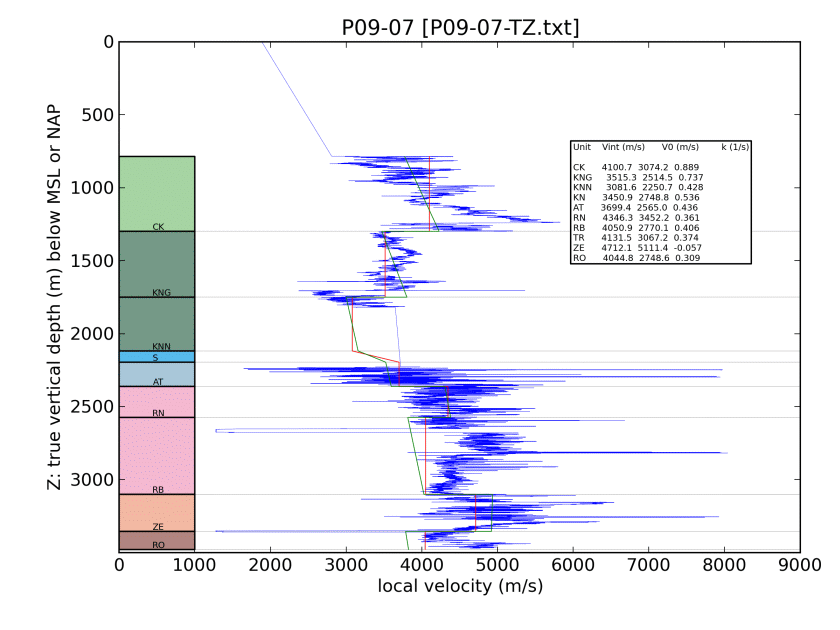 P09-07 [P09-07-TZ.txt]
0
500
1000
1500
2000
2500
3000
Z: true vertical depth (m) below MSL or NAP
CK
KNG
KNN
S
AT
RN
RB
ZE
RO
Unit Vint (m/s) V0 (m/s) k (1/s)
CK 4100.7 3074.2 0.889
KNG 3515.3 2514.5 0.737
KNN 3081.6 2250.7 0.428
KN 3450.9 2748.8 0.536
AT 3699.4 2565.0 0.436
RN 4346.3 3452.2 0.361
RB 4050.9 2770.1 0.406
TR 4131.5 3067.2 0.374
ZE 4712.1 5111.4 -0.057
RO 4044.8 2748.6 0.309
0 1000 2000 3000 4000 5000 6000 7000 8000 9000
local velocity (m/s)